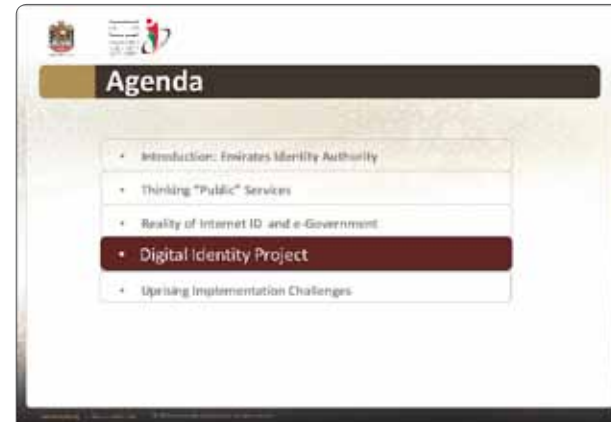 Agenda
• Introduction: Emirates Identity Authority
• Thinking "Public" Services
• Reality of Internet ID and e-Government
• Digital Identity Project
• Uprising Implementation Challenges